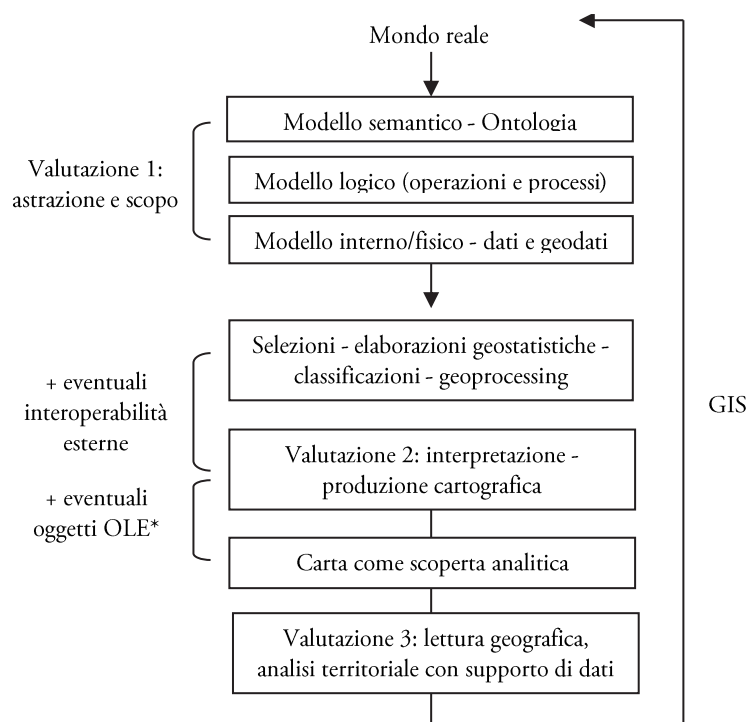 Mondo reale
Modello semantico - Ontologia
Valutazione 1:
astrazione e scopo
Modello logico (operazioni e processi)
Modello interno/fisico - dati e geodati
Selezioni - elaborazioni geostatistiche -
classificazioni - geoprocessing
+ eventuali
interoperabilità
esterne
GIS
Valutazione 2: interpretazione -
produzione cartografica
+ eventuali
oggetti OLE*
Carta come scoperta analitica
Valutazione 3: lettura geografica,
analisi territoriale con supporto di dati